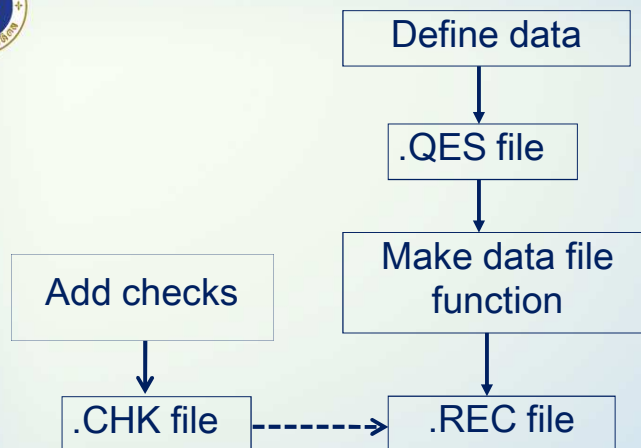 Define data
.QES file
Make data file
function
Add checks
.CHK file
.REC file